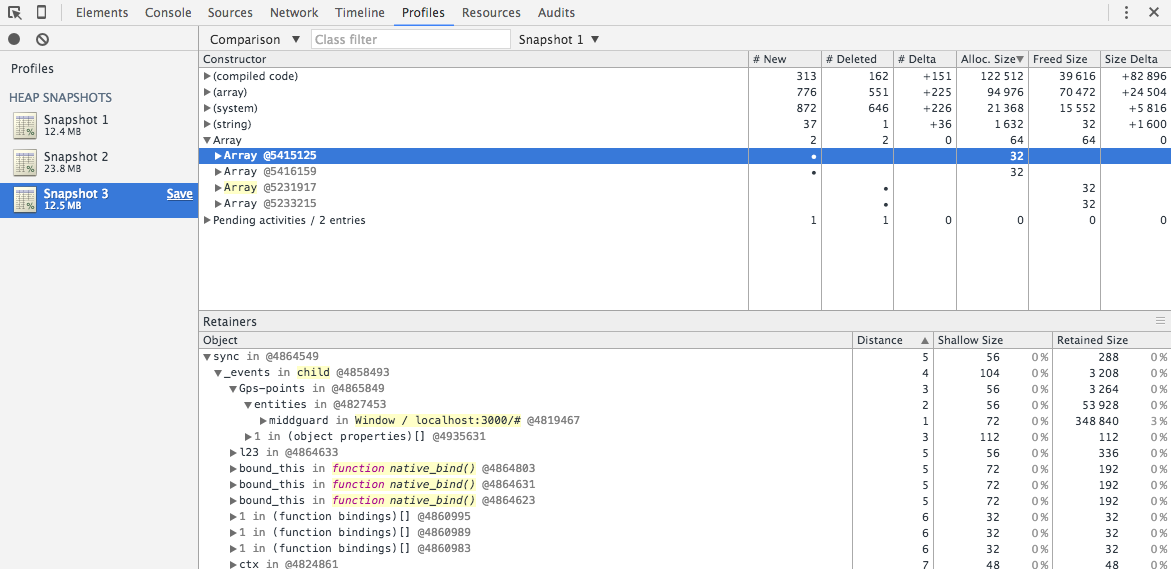 Elements Console Sources Network Timeline Profiles Resources Audits
Comparison ▼ Class filter Snapshot 1 ▼
Profiles
HEAP SNAPSHOTS
Snapshot 1
12.4 MB
Snapshot 2
23.8 MB
Snapshot 3 Save
12.5 MB
Constructor # New # Deleted # Delta Alloc. Size▼ Freed Size Size Delta
▶(compiled code) 313 162 +151 122 512 39 616 +82 896
▶(array) 776 551 +225 94 976 70 472 +24 504
▶(system) 872 646 +226 21 368 15 552 +5 816
▶(string) 37 1 +36 1 632 32 +1 600
▼Array 2 2 0 64 64 0
▶Array @5415125 • 32
▶Array @5416159 • 32
▶Array @5231917 • 32
▶Array @5233215 • 32
▶Pending activities / 2 entries 1 1 0 0 0 0
Retainers
Object Distance ▲ Shallow Size Retained Size
▼sync in @4864549 5 56 0 % 288 0 %
▼_events in child @4858493 4 104 0 % 3 208 0 %
▼Gps-points in @4865849 3 56 0 % 3 264 0 %
▼entities in @4827453 2 56 0 % 53 928 0 %
▶middguard in Window / localhost:3000/# @4819467 1 72 0 % 348 840 3 %
▶1 in (object properties)[] @4935631 3 112 0 % 112 0 %
▶l23 in @4864633 5 56 0 % 336 0 %
▶bound_this in function native_bind() @4864803 5 72 0 % 192 0 %
▶bound_this in function native_bind() @4864631 5 72 0 % 192 0 %
▶bound_this in function native_bind() @4864623 5 72 0 % 192 0 %
▶1 in (function bindings)[] @4860995 6 32 0 % 32 0 %
▶1 in (function bindings)[] @4860989 6 32 0 % 32 0 %
▶1 in (function bindings)[] @4860983 6 32 0 % 32 0 %
▶ctx in @4824861 7 48 0 % 48 0 %